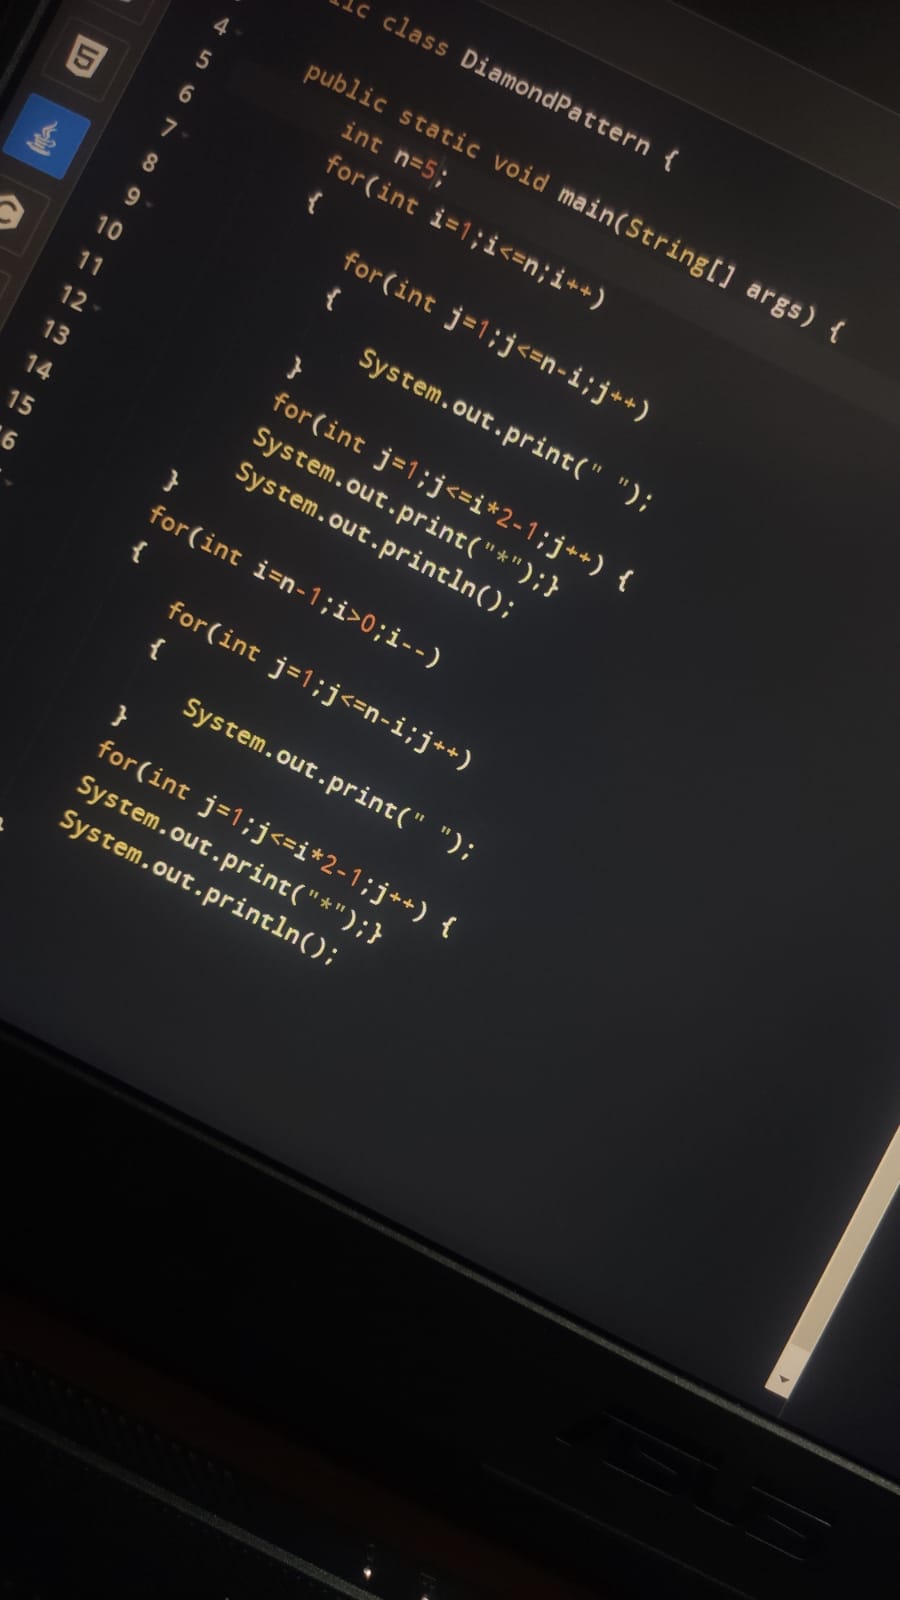 4
5
6
7
8
9
10
11
12
13
14
15
16
lic class DiamondPattern {
public static void main(String[] args) {
int n=5;
for(int i=1;i<=n;i++)
{
for(int j=1;j<=n-i;j++)
{
System.out.print(" ");
}
for(int j=1;j<=i*2-1;j++) {
System.out.print("*");}
System.out.println();
}
for(int i=n-1;i>0;i--)
{
for(int j=1;j<=n-i;j++)
{
System.out.print(" ");
}
for(int j=1;j<=i*2-1;j++) {
System.out.print("*");}
System.out.println();
ASUS